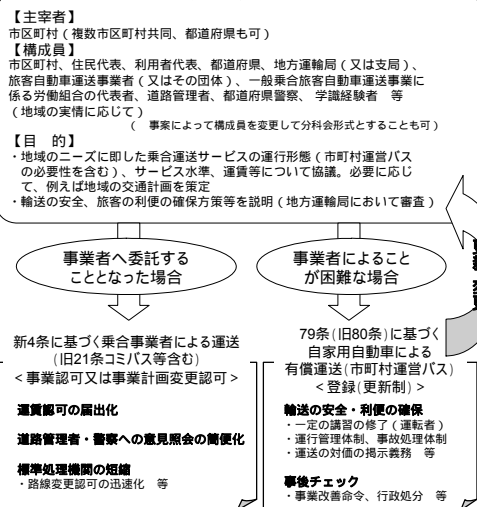 【主宰者】
市区町村（複数市区町村共同、都道府県も可）
【構成員】
市区町村、住民代表、利用者代表、都道府県、地方運輸局（又は支局）、
旅客自動車運送事業者（又はその団体）、一般乗合旅客自動車運送事業に
係る労働組合の代表者、道路管理者、都道府県警察、 学識経験者　等
（地域の実情に応じて）
（　事案によって構成員を変更して分科会形式とすることも可）
【目　的】
・地域のニーズに即した乗合運送サービスの運行形態（市町村運営バス
の必要性を含む）、サービス水準、運賃等について協議。必要に応じ
て、例えば地域の交通計画を策定
・輸送の安全、旅客の利便の確保方策等を説明（地方運輸局において審査）
事業者へ委託する
こととなった場合
事業者によること
が困難な場合
新4条に基づく乗合事業者による運送
(旧21条コミバス等含む)
＜事業認可又は事業計画変更認可＞
運賃認可の届出化
道路管理者・警察への意見照会の簡便化
標準処理機関の短縮
・路線変更認可の迅速化　等
79条(旧80条)に基づく
自家用自動車による
有償運送(市町村運営バス)
＜登録(更新制)＞
輸送の安全・利便の確保
・一定の講習の修了（運転者）
・運行管理体制、事故処理体制
・運送の対価の掲示義務　等
事後チェック
・事業改善命令、行政処分　等